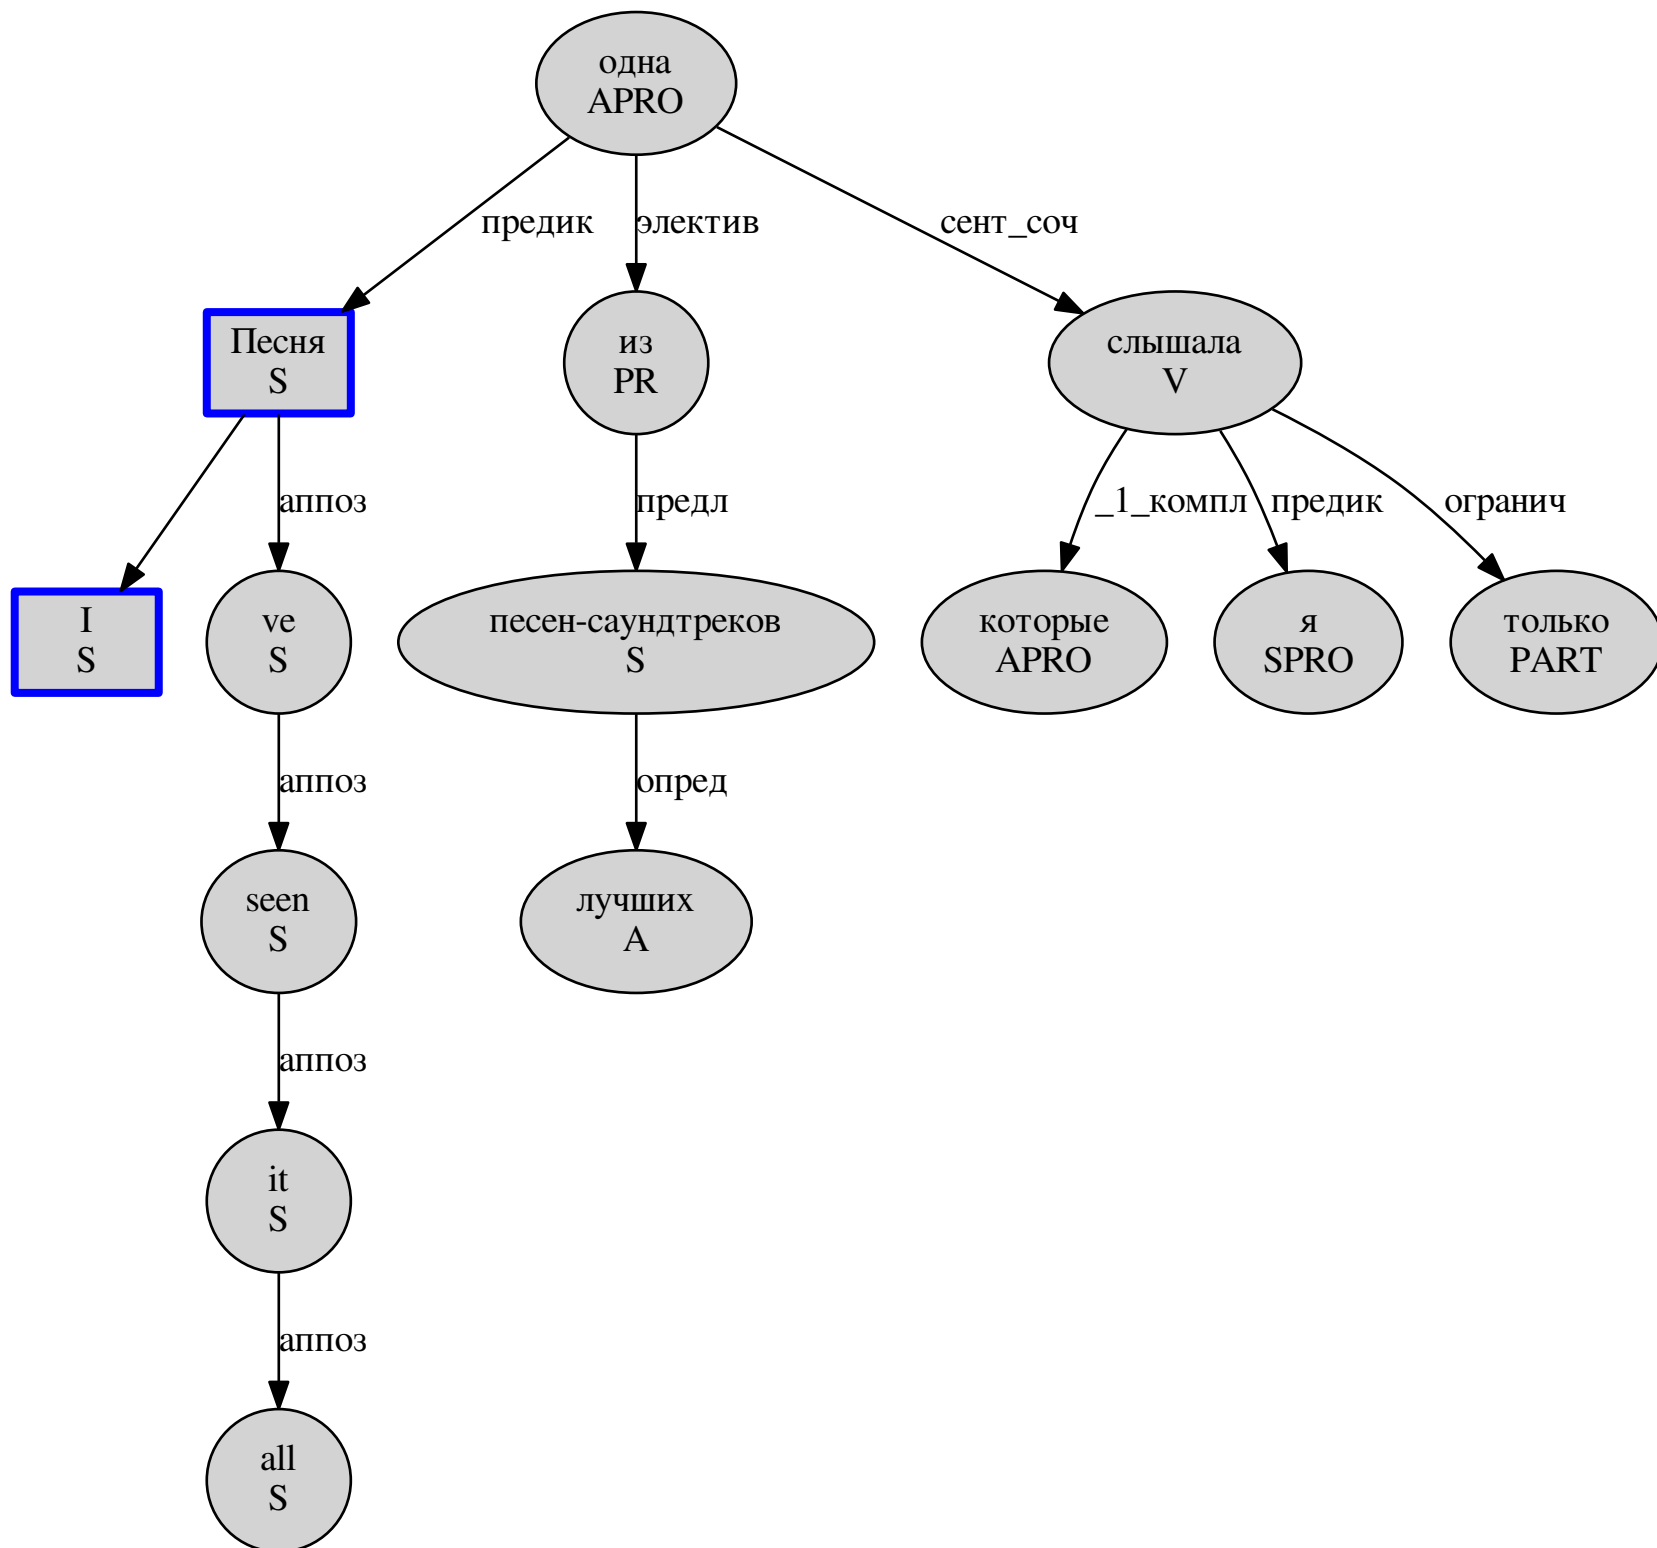 одна
APRO
предик
электив
сент_соч
Песня
S
из
PR
слышала
V
аппоз
предл
_1_компл
предик
огранич
I
S
ve
S
песен-саундтреков
S
которые
APRO
я
SPRO
только
PART
аппоз
опред
seen
S
лучших
A
аппоз
it
S
аппоз
all
S